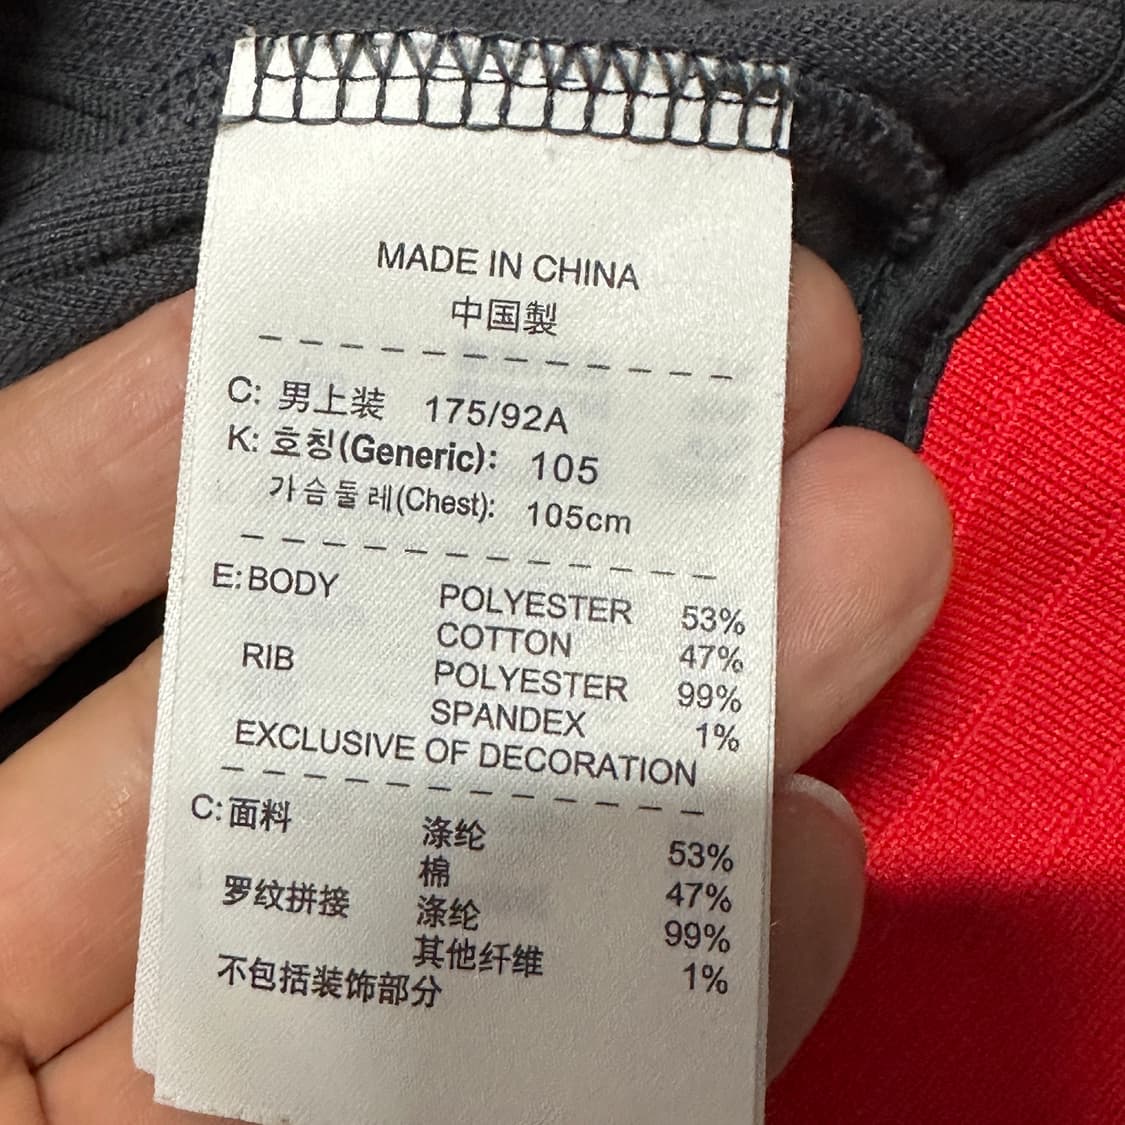 MADE IN CHINA
中国製
C: 男上装 175/92A
K: 호칭(Generic): 105
가슴둘레(Chest): 105cm
E: BODY POLYESTER 53%
COTTON 47%
RIB POLYESTER 99%
SPANDEX 1%
EXCLUSIVE OF DECORATION
C: 面料 涤纶 53%
棉 47%
罗纹拼接 涤纶 99%
其他纤维 1%
不包括装饰部分